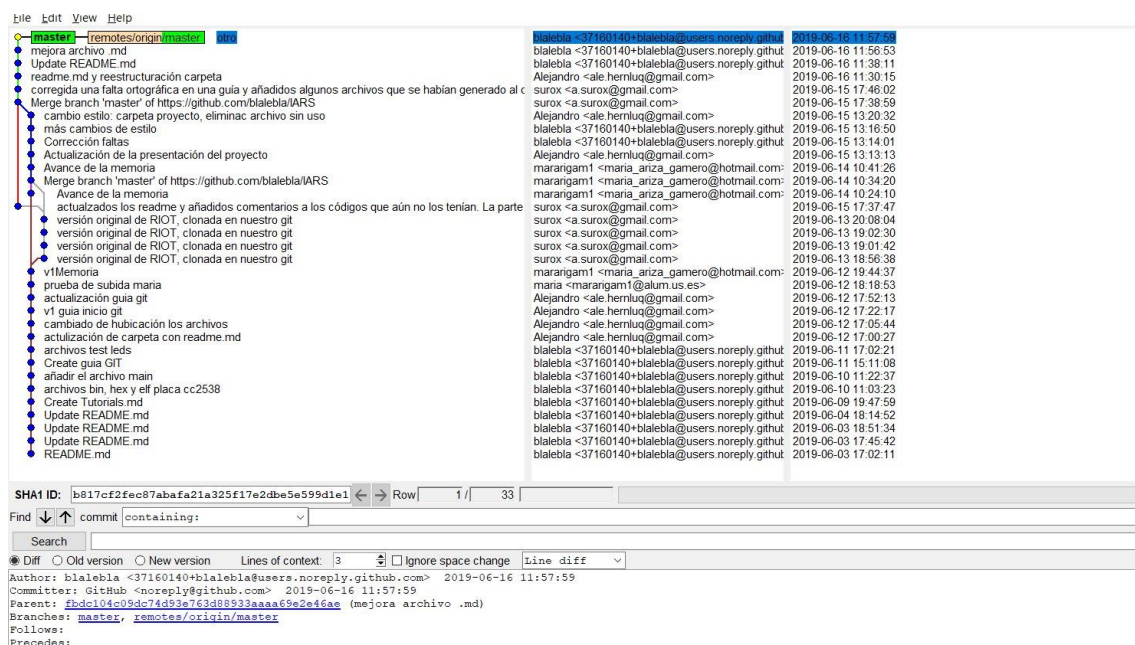 File Edit View Help
master remotes/origin/master otro blalebla <37160140+blalebla@users.noreply.githut 2019-06-16 11:57:59
mejora archivo .md blalebla <37160140+blalebla@users.noreply.githut 2019-06-16 11:56:53
Update README.md blalebla <37160140+blalebla@users.noreply.githut 2019-06-16 11:38:11
readme.md y reestructuración carpeta Alejandro <ale.hernluq@gmail.com> 2019-06-16 11:30:15
corregida una falta ortográfica en una guía y añadidos algunos archivos que se habían generado al c surox <a.surox@gmail.com> 2019-06-15 17:46:02
Merge branch 'master' of https://github.com/blalebla/IARS surox <a.surox@gmail.com> 2019-06-15 17:38:59
cambio estilo: carpeta proyecto, eliminac archivo sin uso Alejandro <ale.hernluq@gmail.com> 2019-06-15 13:20:32
más cambios de estilo blalebla <37160140+blalebla@users.noreply.githut 2019-06-15 13:16:50
Corrección faltas blalebla <37160140+blalebla@users.noreply.githut 2019-06-15 13:14:01
Actualización de la presentación del proyecto Alejandro <ale.hernluq@gmail.com> 2019-06-15 13:13:13
Avance de la memoria mararigam1 <maria_ariza_gamero@hotmail.com> 2019-06-14 10:41:26
Merge branch 'master' of https://github.com/blalebla/IARS mararigam1 <maria_ariza_gamero@hotmail.com> 2019-06-14 10:34:20
Avance de la memoria mararigam1 <maria_ariza_gamero@hotmail.com> 2019-06-14 10:24:10
actualzados los readme y añadidos comentarios a los códigos que aún no los tenían. La parte surox <a.surox@gmail.com> 2019-06-15 17:37:47
versión original de RIOT, clonada en nuestro git surox <a.surox@gmail.com> 2019-06-13 20:08:04
versión original de RIOT, clonada en nuestro git surox <a.surox@gmail.com> 2019-06-13 19:02:30
versión original de RIOT, clonada en nuestro git surox <a.surox@gmail.com> 2019-06-13 19:01:42
versión original de RIOT, clonada en nuestro git surox <a.surox@gmail.com> 2019-06-13 18:56:38
v1Memoria mararigam1 <maria_ariza_gamero@hotmail.com> 2019-06-12 19:44:37
prueba de subida maria maria <mararigam1@alum.us.es> 2019-06-12 18:18:53
actualización guia git Alejandro <ale.hernluq@gmail.com> 2019-06-12 17:52:13
v1 guia inicio git Alejandro <ale.hernluq@gmail.com> 2019-06-12 17:22:17
cambiado de hubicación los archivos Alejandro <ale.hernluq@gmail.com> 2019-06-12 17:05:44
actulización de carpeta con readme.md Alejandro <ale.hernluq@gmail.com> 2019-06-12 17:00:27
archivos test leds blalebla <37160140+blalebla@users.noreply.githut 2019-06-11 17:02:21
Create guia GIT blalebla <37160140+blalebla@users.noreply.githut 2019-06-11 15:11:08
añadir el archivo main blalebla <37160140+blalebla@users.noreply.githut 2019-06-10 11:22:37
archivos bin, hex y elf placa cc2538 blalebla <37160140+blalebla@users.noreply.githut 2019-06-10 11:03:23
Create Tutorials.md blalebla <37160140+blalebla@users.noreply.githut 2019-06-09 19:47:59
Update README.md blalebla <37160140+blalebla@users.noreply.githut 2019-06-04 18:14:52
Update README.md blalebla <37160140+blalebla@users.noreply.githut 2019-06-03 18:51:34
Update README.md blalebla <37160140+blalebla@users.noreply.githut 2019-06-03 17:45:42
README.md blalebla <37160140+blalebla@users.noreply.githut 2019-06-03 17:02:11
SHA1 ID: b817cf2fec87abafa21a325f17e2dbe5e599d1e1 ← → Row 1 / 33
Find ↓ ↑ commit containing:
Search
Diff Old version New version Lines of context: 3 Ignore space change Line diff
Author: blalebla <37160140+blalebla@users.noreply.github.com> 2019-06-16 11:57:59
Committer: GitHub <noreply@github.com> 2019-06-16 11:57:59
Parent: fbdc104c09dc74d93e763d88933aaaa69e2e46ae (mejora archivo .md)
Branches: master, remotes/origin/master
Follows:
Precedes: